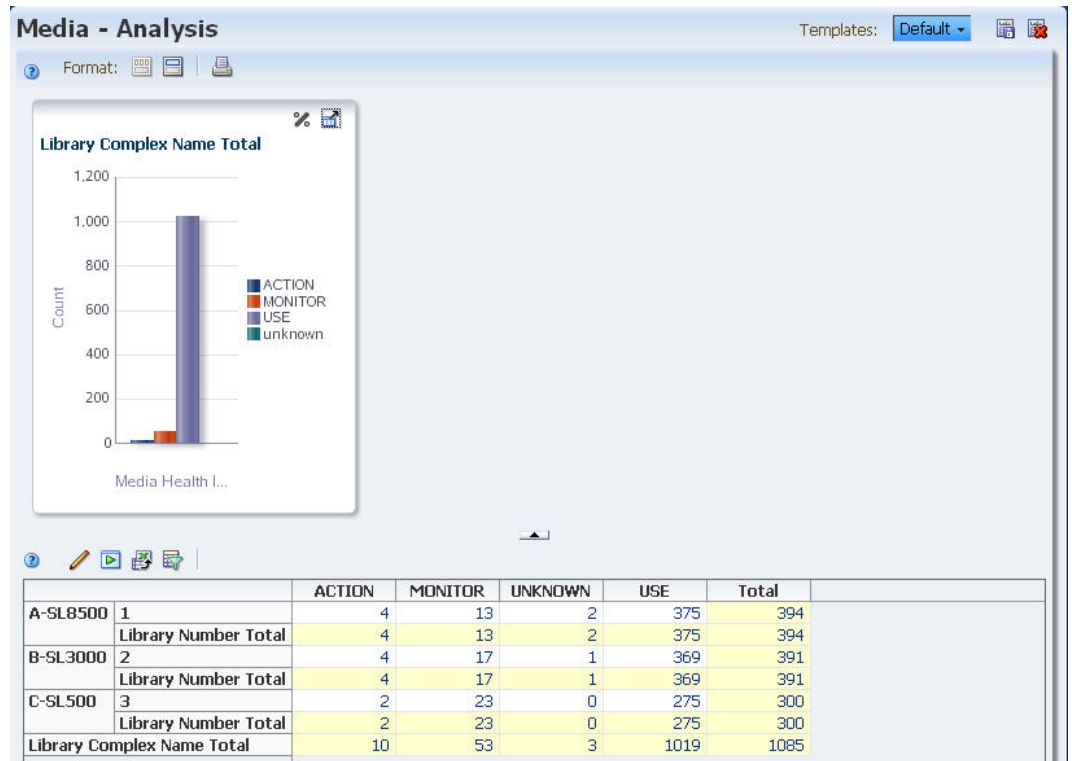 Media - Analysis
Templates: Default
Format:
Library Complex Name Total
1,200
1,000
800
600
400
200
0
Count
ACTION
MONITOR
USE
unknown
Media Health I...
ACTION MONITOR UNKNOWN USE Total
A-SL8500 1 4 13 2 375 394
Library Number Total 4 13 2 375 394
B-SL3000 2 4 17 1 369 391
Library Number Total 4 17 1 369 391
C-SL500 3 2 23 0 275 300
Library Number Total 2 23 0 275 300
Library Complex Name Total 10 53 3 1019 1085